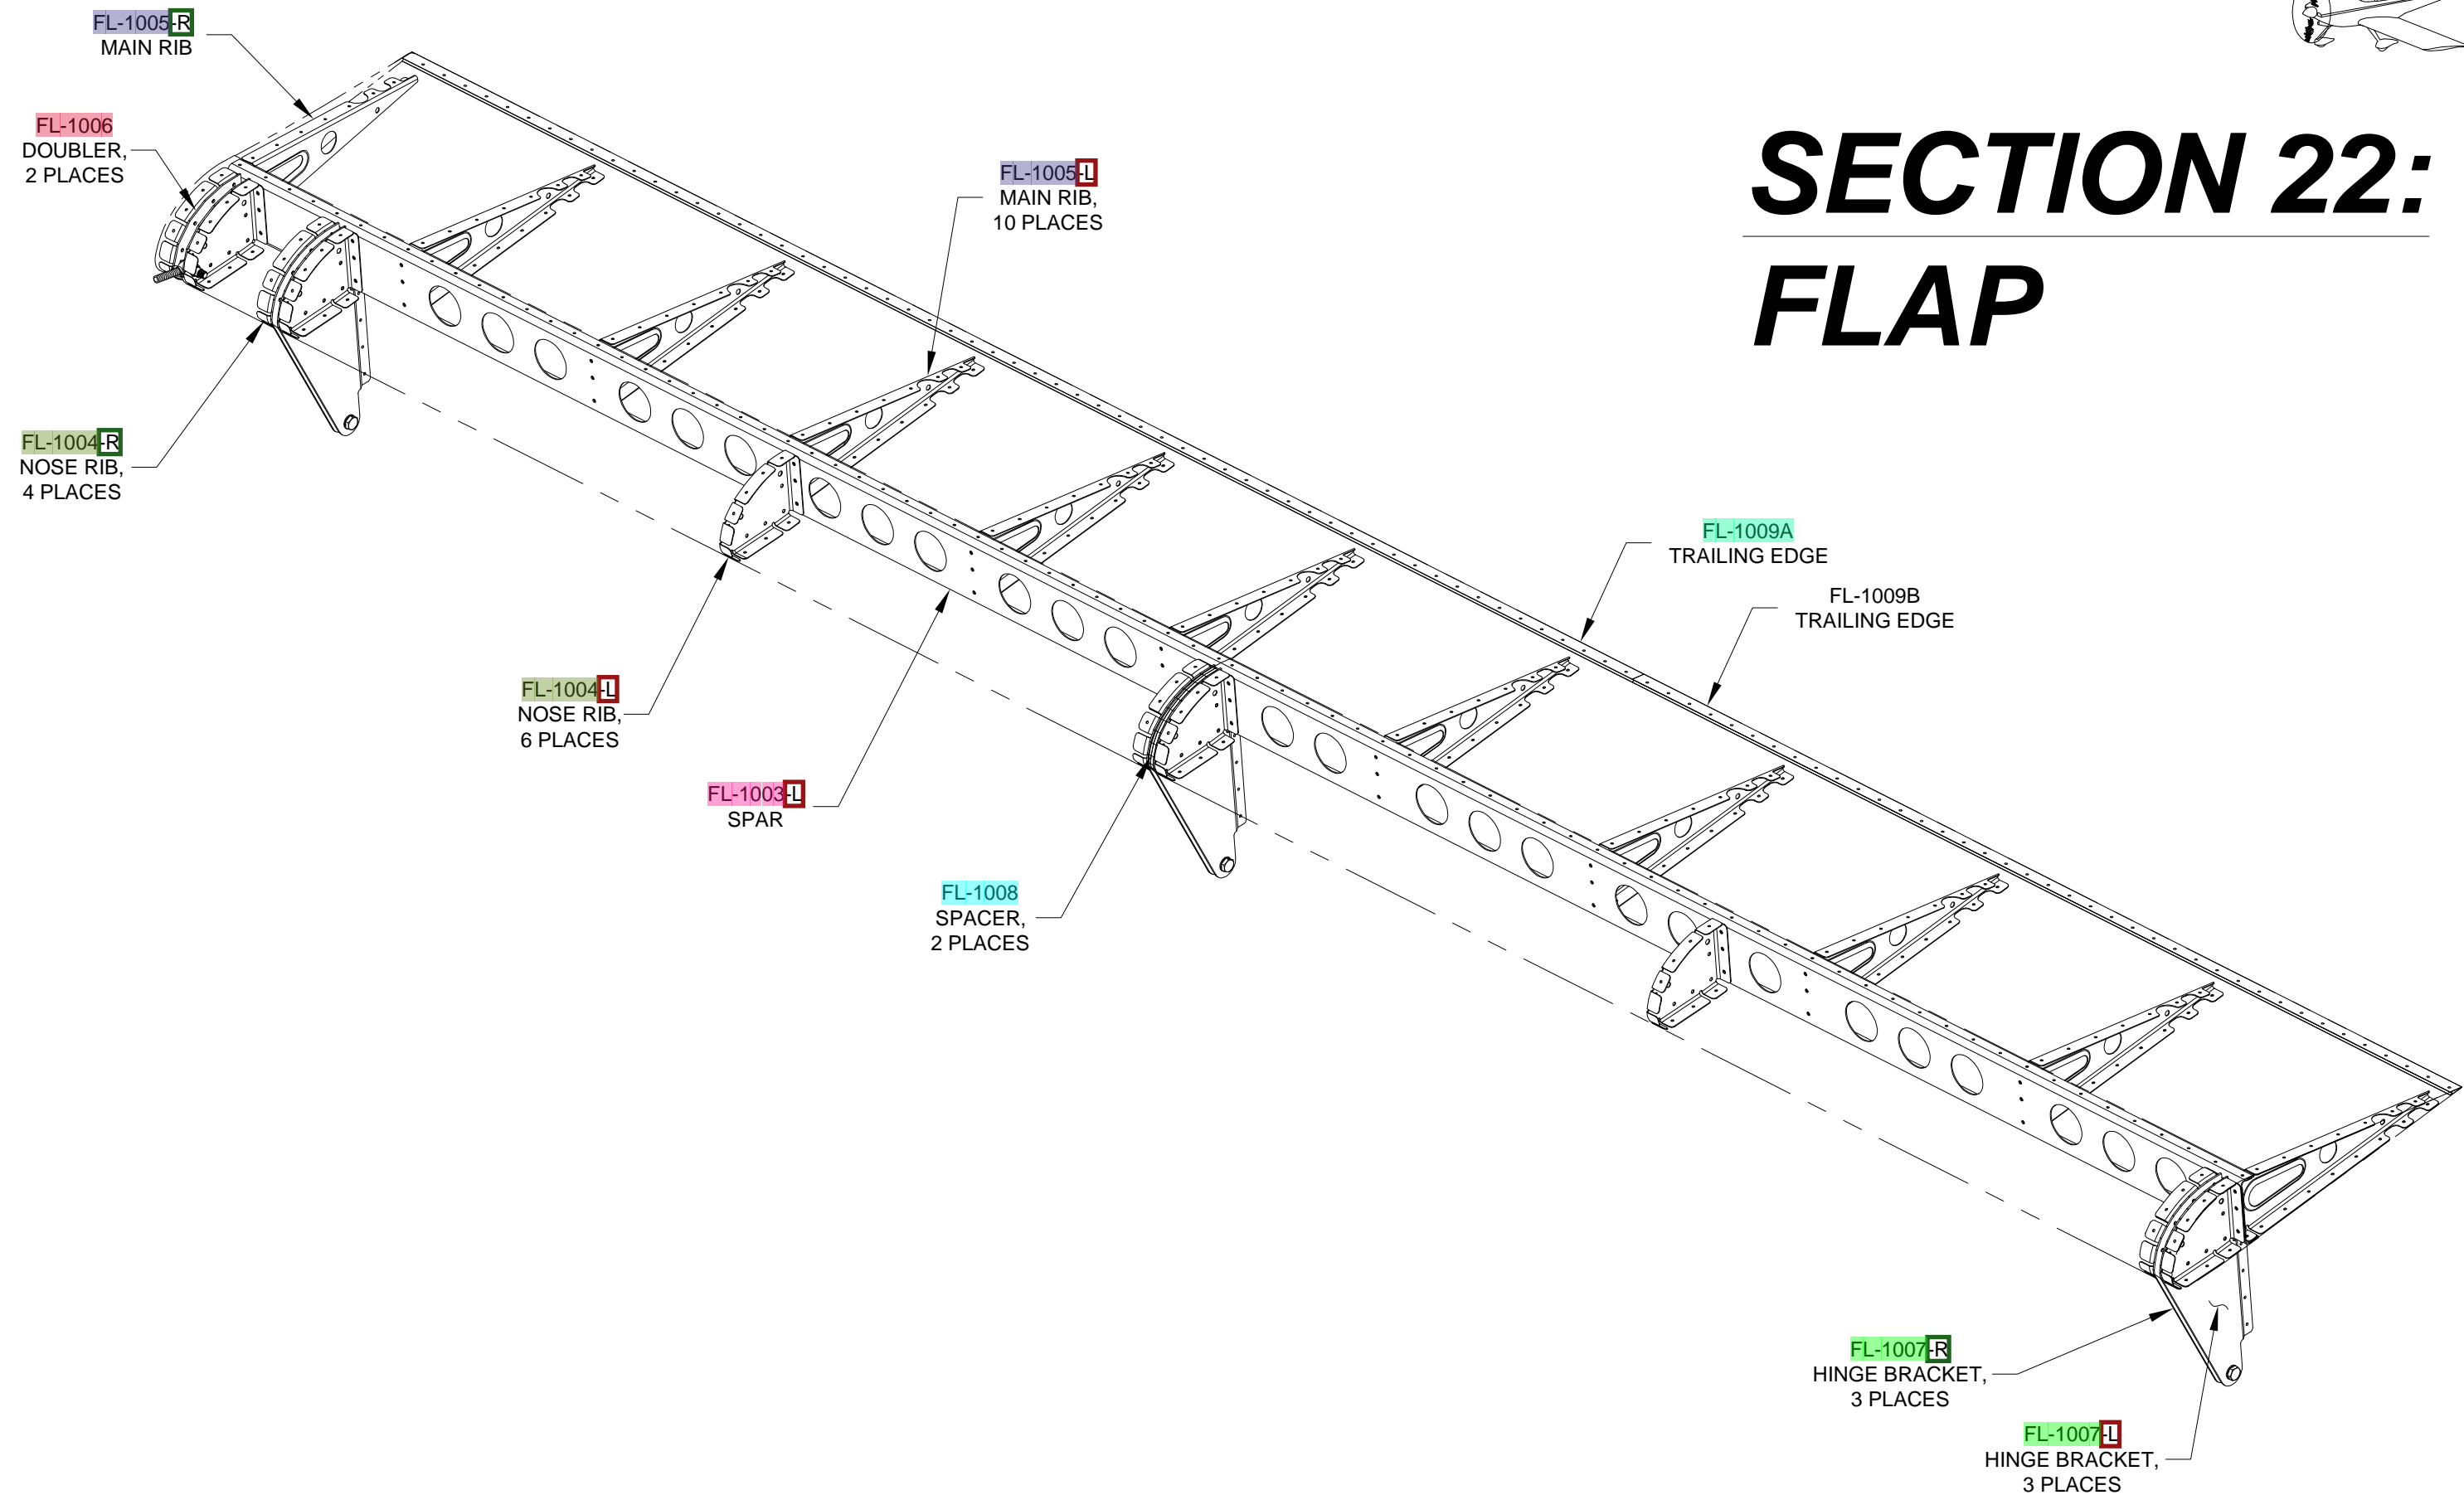 FL-1005-R
MAIN RIB
FL-1006
DOUBLER,
2 PLACES
SECTION 22:
FLAP
FL-1005-L
MAIN RIB,
10 PLACES
FL-1004-R
NOSE RIB,
4 PLACES
FL-1009A
TRAILING EDGE
FL-1009B
TRAILING EDGE
FL-1004-L
NOSE RIB,
6 PLACES
FL-1003-L
SPAR
FL-1008
SPACER,
2 PLACES
FL-1007-R
HINGE BRACKET,
3 PLACES
FL-1007-L
HINGE BRACKET,
3 PLACES